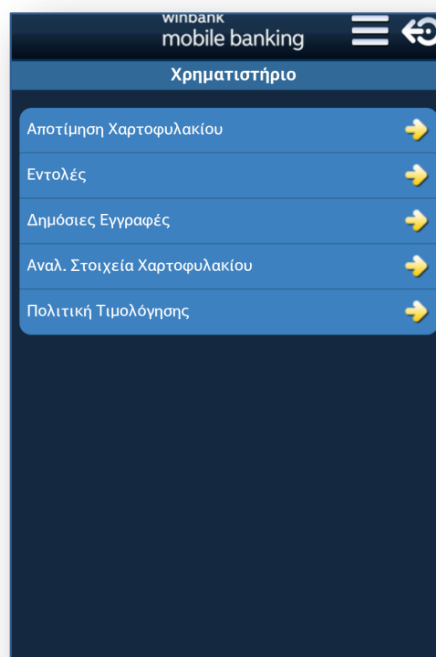 winbank
mobile banking
Χρηματιστήριο
Αποτίμηση Χαρτοφυλακίου
Εντολές
Δημόσιες Εγγραφές
Αναλ. Στοιχεία Χαρτοφυλακίου
Πολιτική Τιμολόγησης